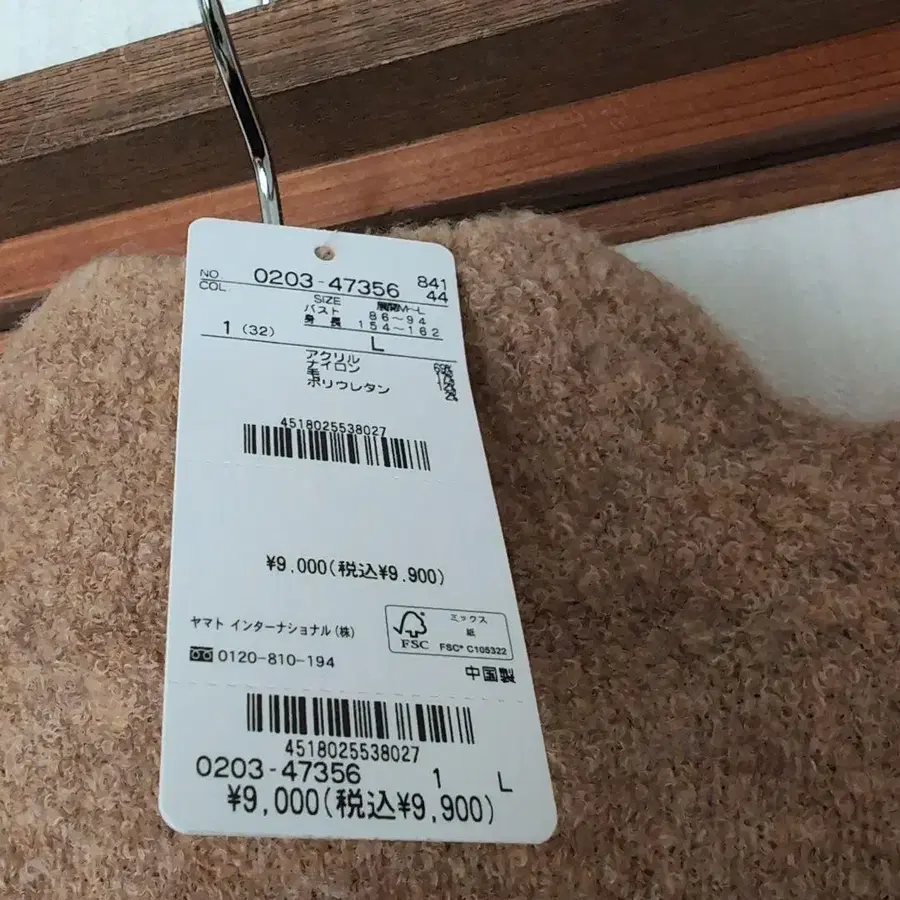 NO. 0203-47356 841
COL. 44
SIZE 展開M~L
バスト 86~94
身長 154~162
1 (32) L
アクリル
ナイロン
毛
ポリウレタン 2%
4518025538027
¥9,000(税込¥9,900)
ヤマト インターナショナル(株)
0120-810-194
ミックス
紙
FSC
FSC® C105322
中国製
4518025538027
0203-47356 1 L
¥9,000(税込¥9,900)